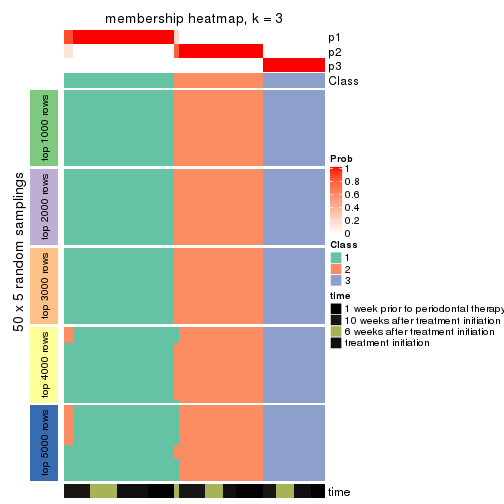 membership heatmap, k = 3
p1
p2
p3
Class
50 x 5 random samplings
top 1000 rows
top 2000 rows
top 3000 rows
top 4000 rows
top 5000 rows
time
Prob
1
0.8
0.6
0.4
0.2
0
Class
1
2
3
time
1 week prior to periodontal therapy
10 weeks after treatment initiation
6 weeks after treatment initiation
treatment initiation